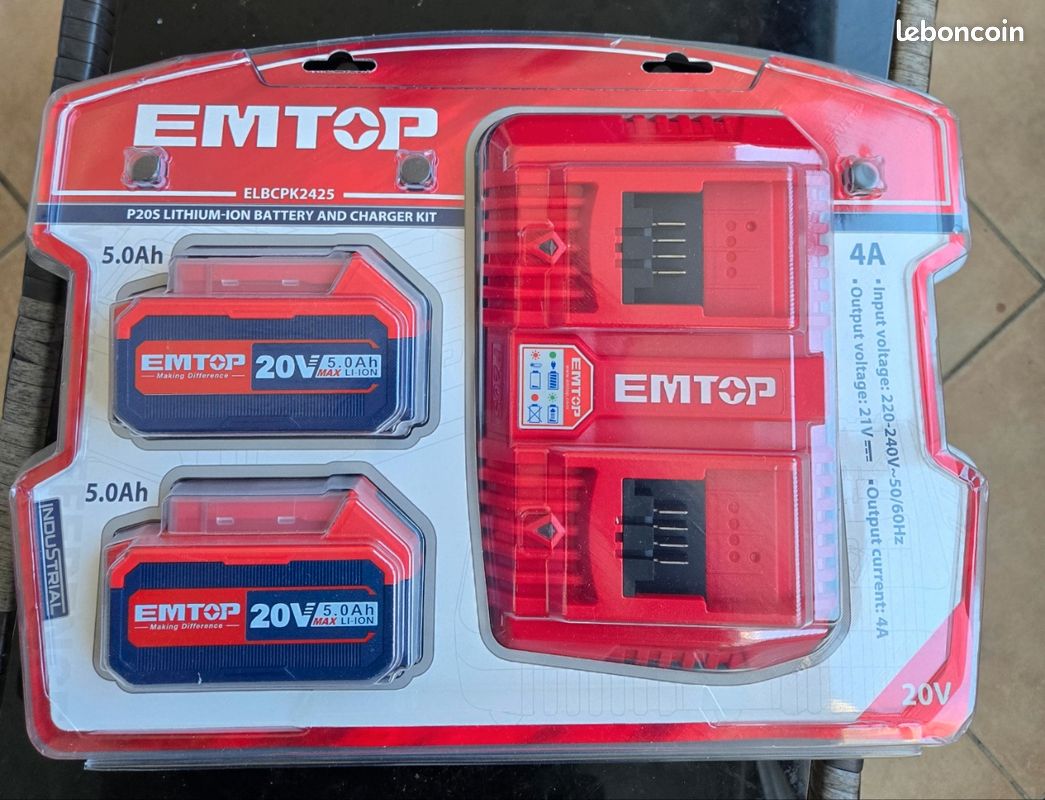 leboncoin
EMTOP
ELBCPK2425
P20S LITHIUM-ION BATTERY AND CHARGER KIT
5.0Ah
EMTOP
Making Difference
20V MAX 5.0Ah LI-ION
5.0Ah
INDUSTRIAL
EMTOP
Making Difference
20V MAX 5.0Ah LI-ION
EMTOP
EMTOP
4A
▪ Input voltage: 220-240V~50/60Hz
▪ Output voltage: 21V⎓ ▪ Output current: 4A
20V